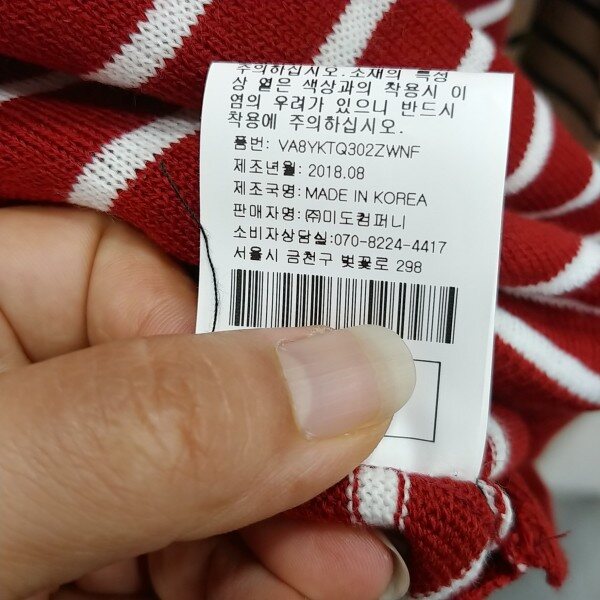 주의하십시오.소재의 특성
상 옅은 색상과의 착용시 이
염의 우려가 있으니 반드시
착용에 주의하십시오.
품번: VA8YKTQ302ZWNF
제조년월: 2018.08
제조국명: MADE IN KOREA
판매자명: ㈜미도컴퍼니
소비자상담실:070-8224-4417
서울시 금천구 벚꽃로 298